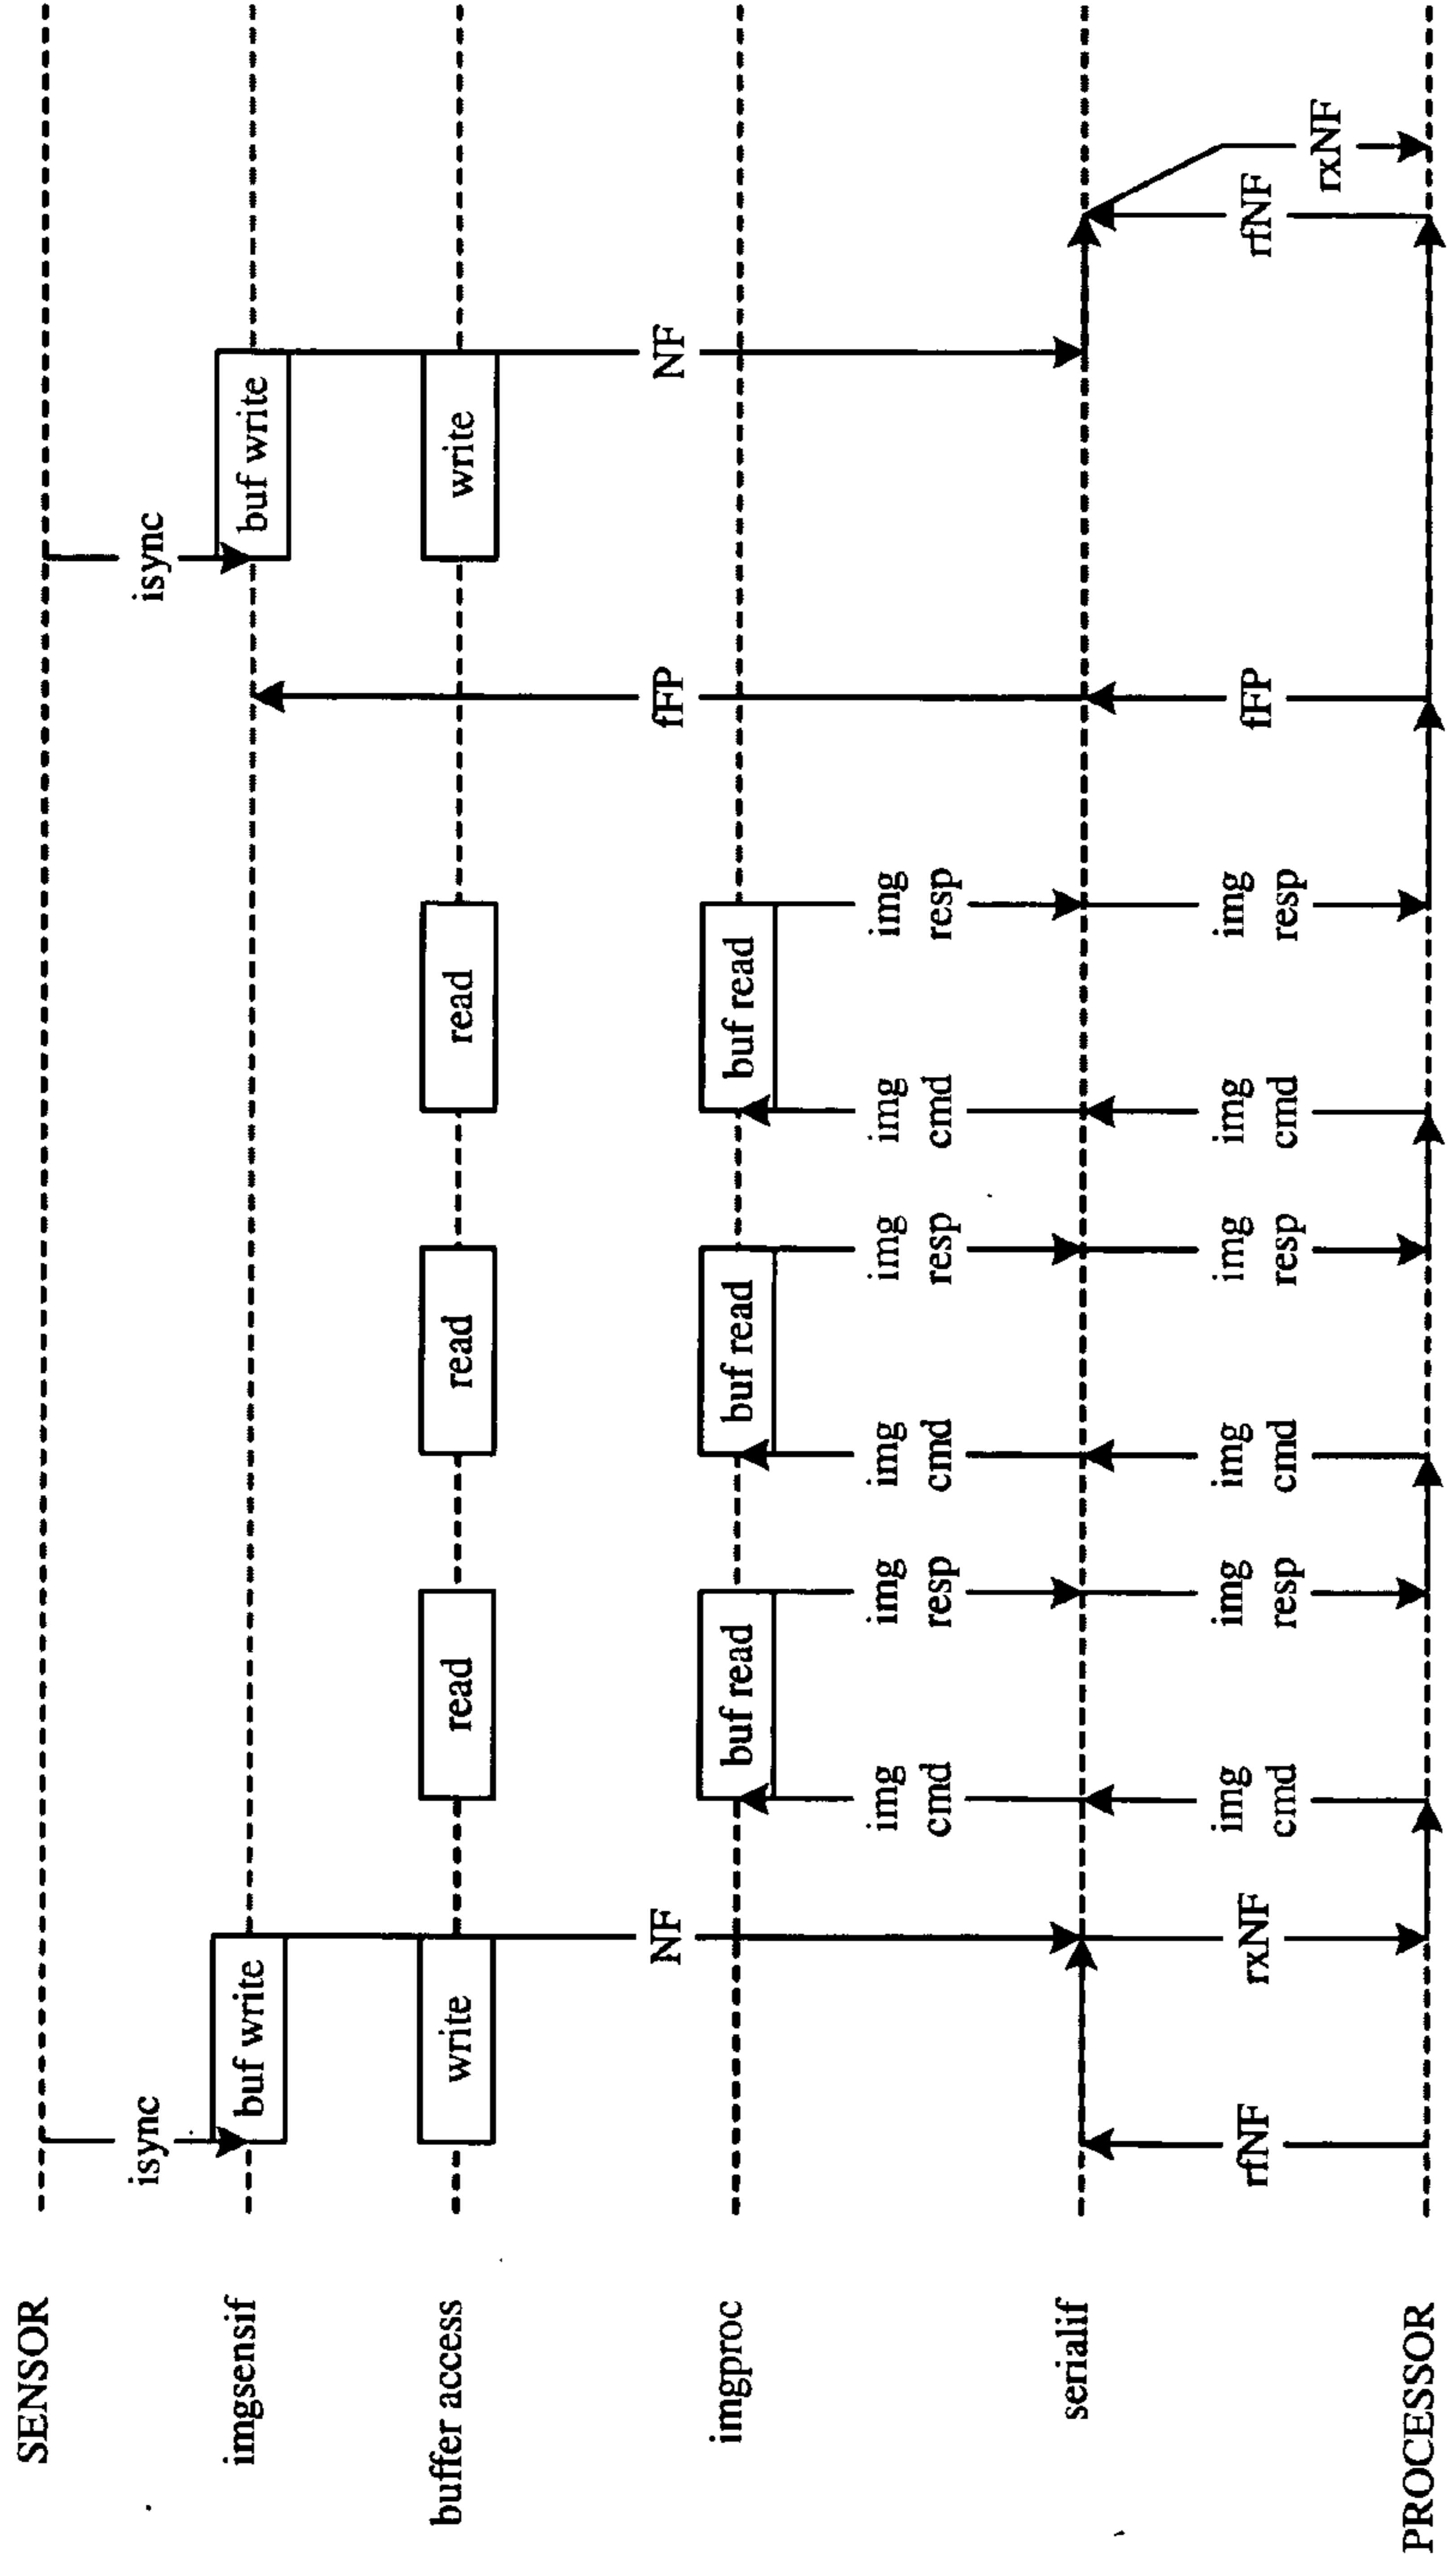 SENSOR
isync
isync
imgsensif
buf write
buf write
buffer access
write
read
read
read
write
NF
fFP
NF
imgproc
buf read
buf read
buf read
img
cmd
img
resp
img
cmd
img
resp
img
cmd
img
resp
serialif
rfNF
rxNF
img
cmd
img
resp
img
cmd
img
resp
img
cmd
img
resp
fFP
rfNF
rxNF
PROCESSOR